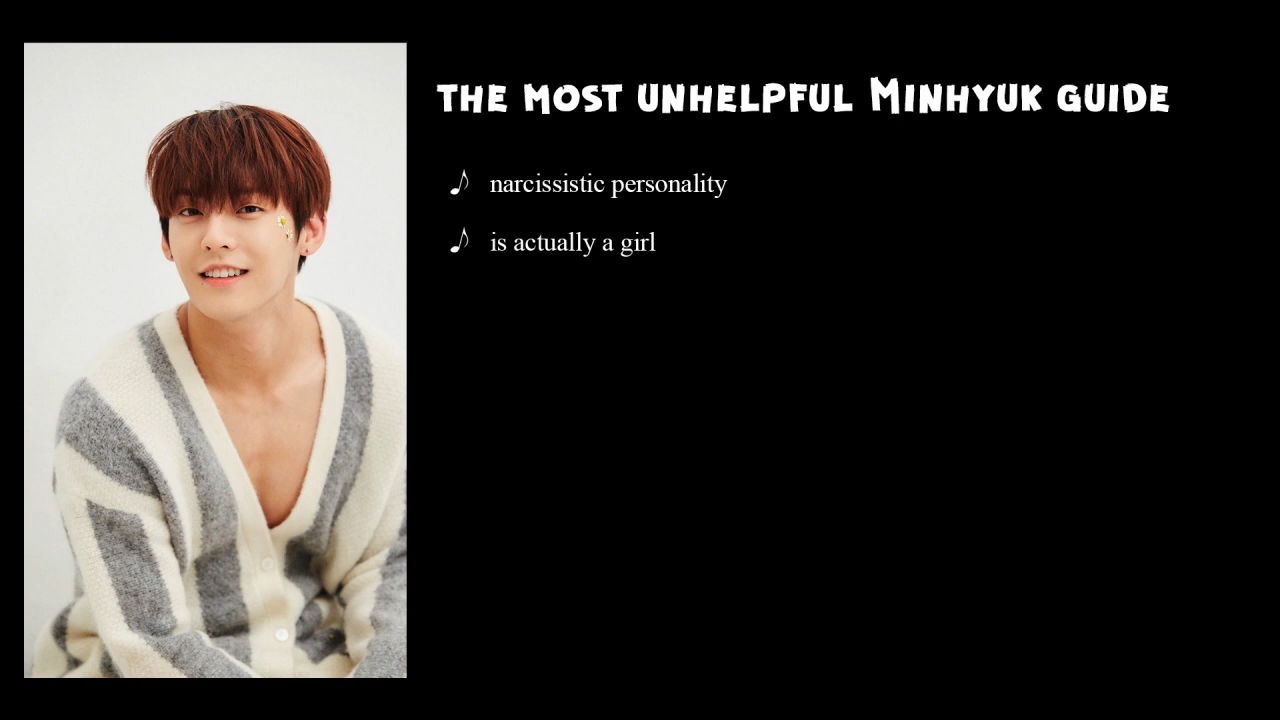 THE MOST UNHELPFUL MINHYUK GUIDE
narcissistic personality
is actually a girl